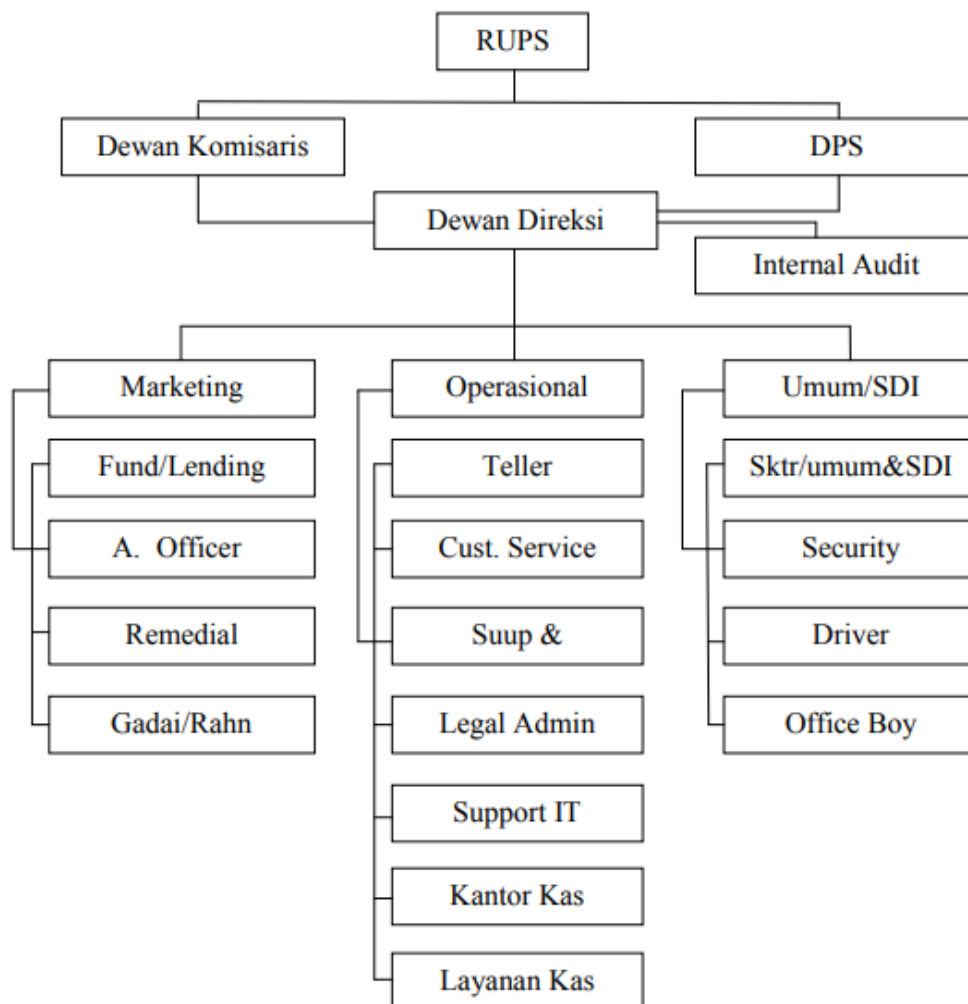 RUPS
Dewan Komisaris
DPS
Dewan Direksi
Internal Audit
Marketing
Operasional
Umum/SDI
Fund/Lending
Teller
Sktr/umum&SDI
A. Officer
Cust. Service
Security
Remedial
Suup &
Driver
Gadai/Rahn
Legal Admin
Office Boy
Support IT
Kantor Kas
Layanan Kas